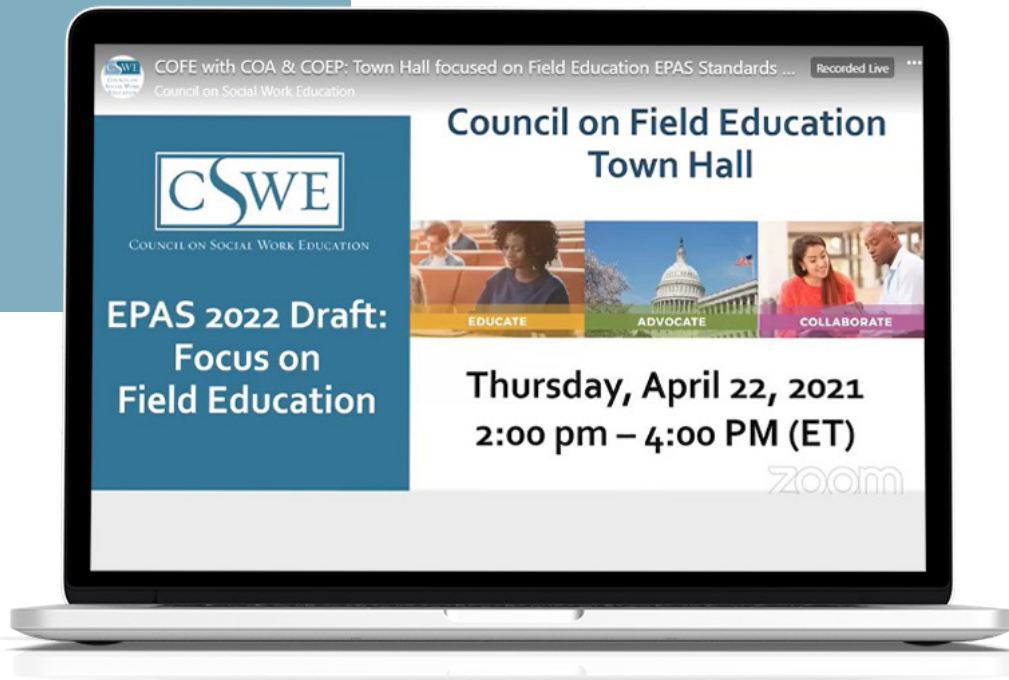 COFE with COA & COEP: Town Hall focused on Field Education EPAS Standards ...
Recorded Live
Council on Social Work Education
CSWE
COUNCIL ON SOCIAL WORK EDUCATION
EPAS 2022 Draft:
Focus on
Field Education
Council on Field Education
Town Hall
EDUCATE
ADVOCATE
COLLABORATE
Thursday, April 22, 2021
2:00 pm – 4:00 PM (ET)
zoom